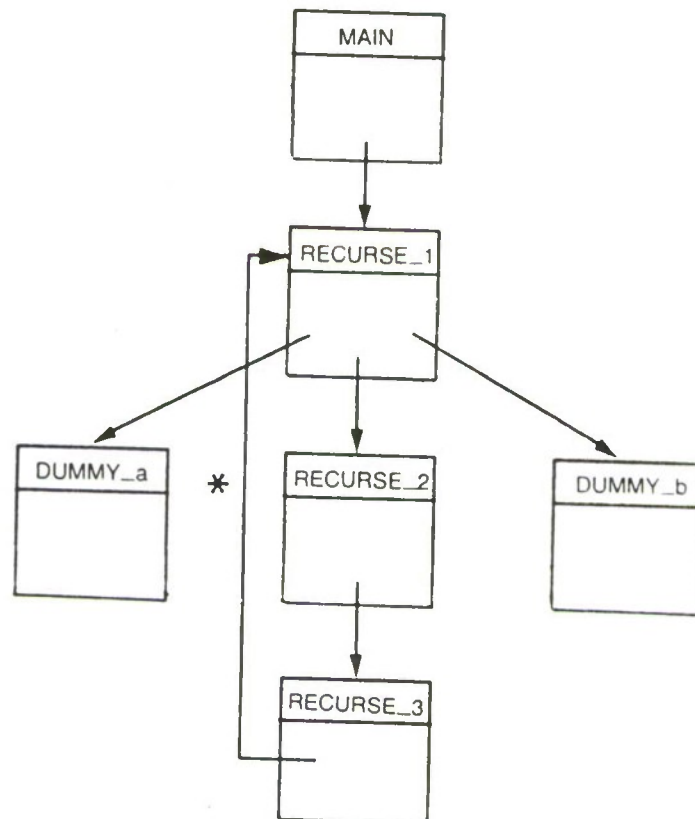 MAIN
RECURSE_1
DUMMY_a
*
RECURSE_2
DUMMY_b
RECURSE_3